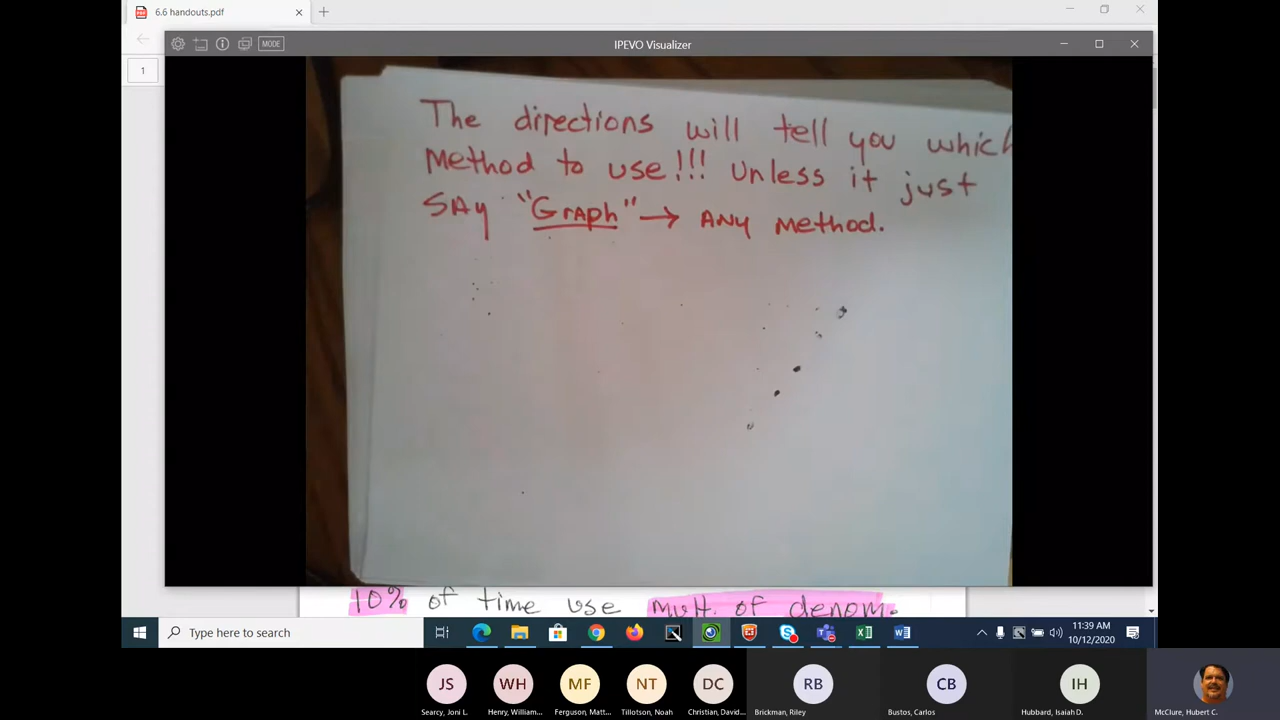 6.6 handouts.pdf
MODE
IPEVO Visualizer
1
The directions will tell you which
Method to use!!! Unless it just
SAy "Graph" → ANy method.
10% of time use mult. of denom.
Type here to search
11:39 AM
10/12/2020
JS
WH
MF
NT
DC
RB
CB
IH
Searcy, Joni L.
Henry, William...
Ferguson, Matt...
Tillotson, Noah
Christian, David...
Brickman, Riley
Bustos, Carlos
Hubbard, Isaiah D.
McClure, Hubert C.